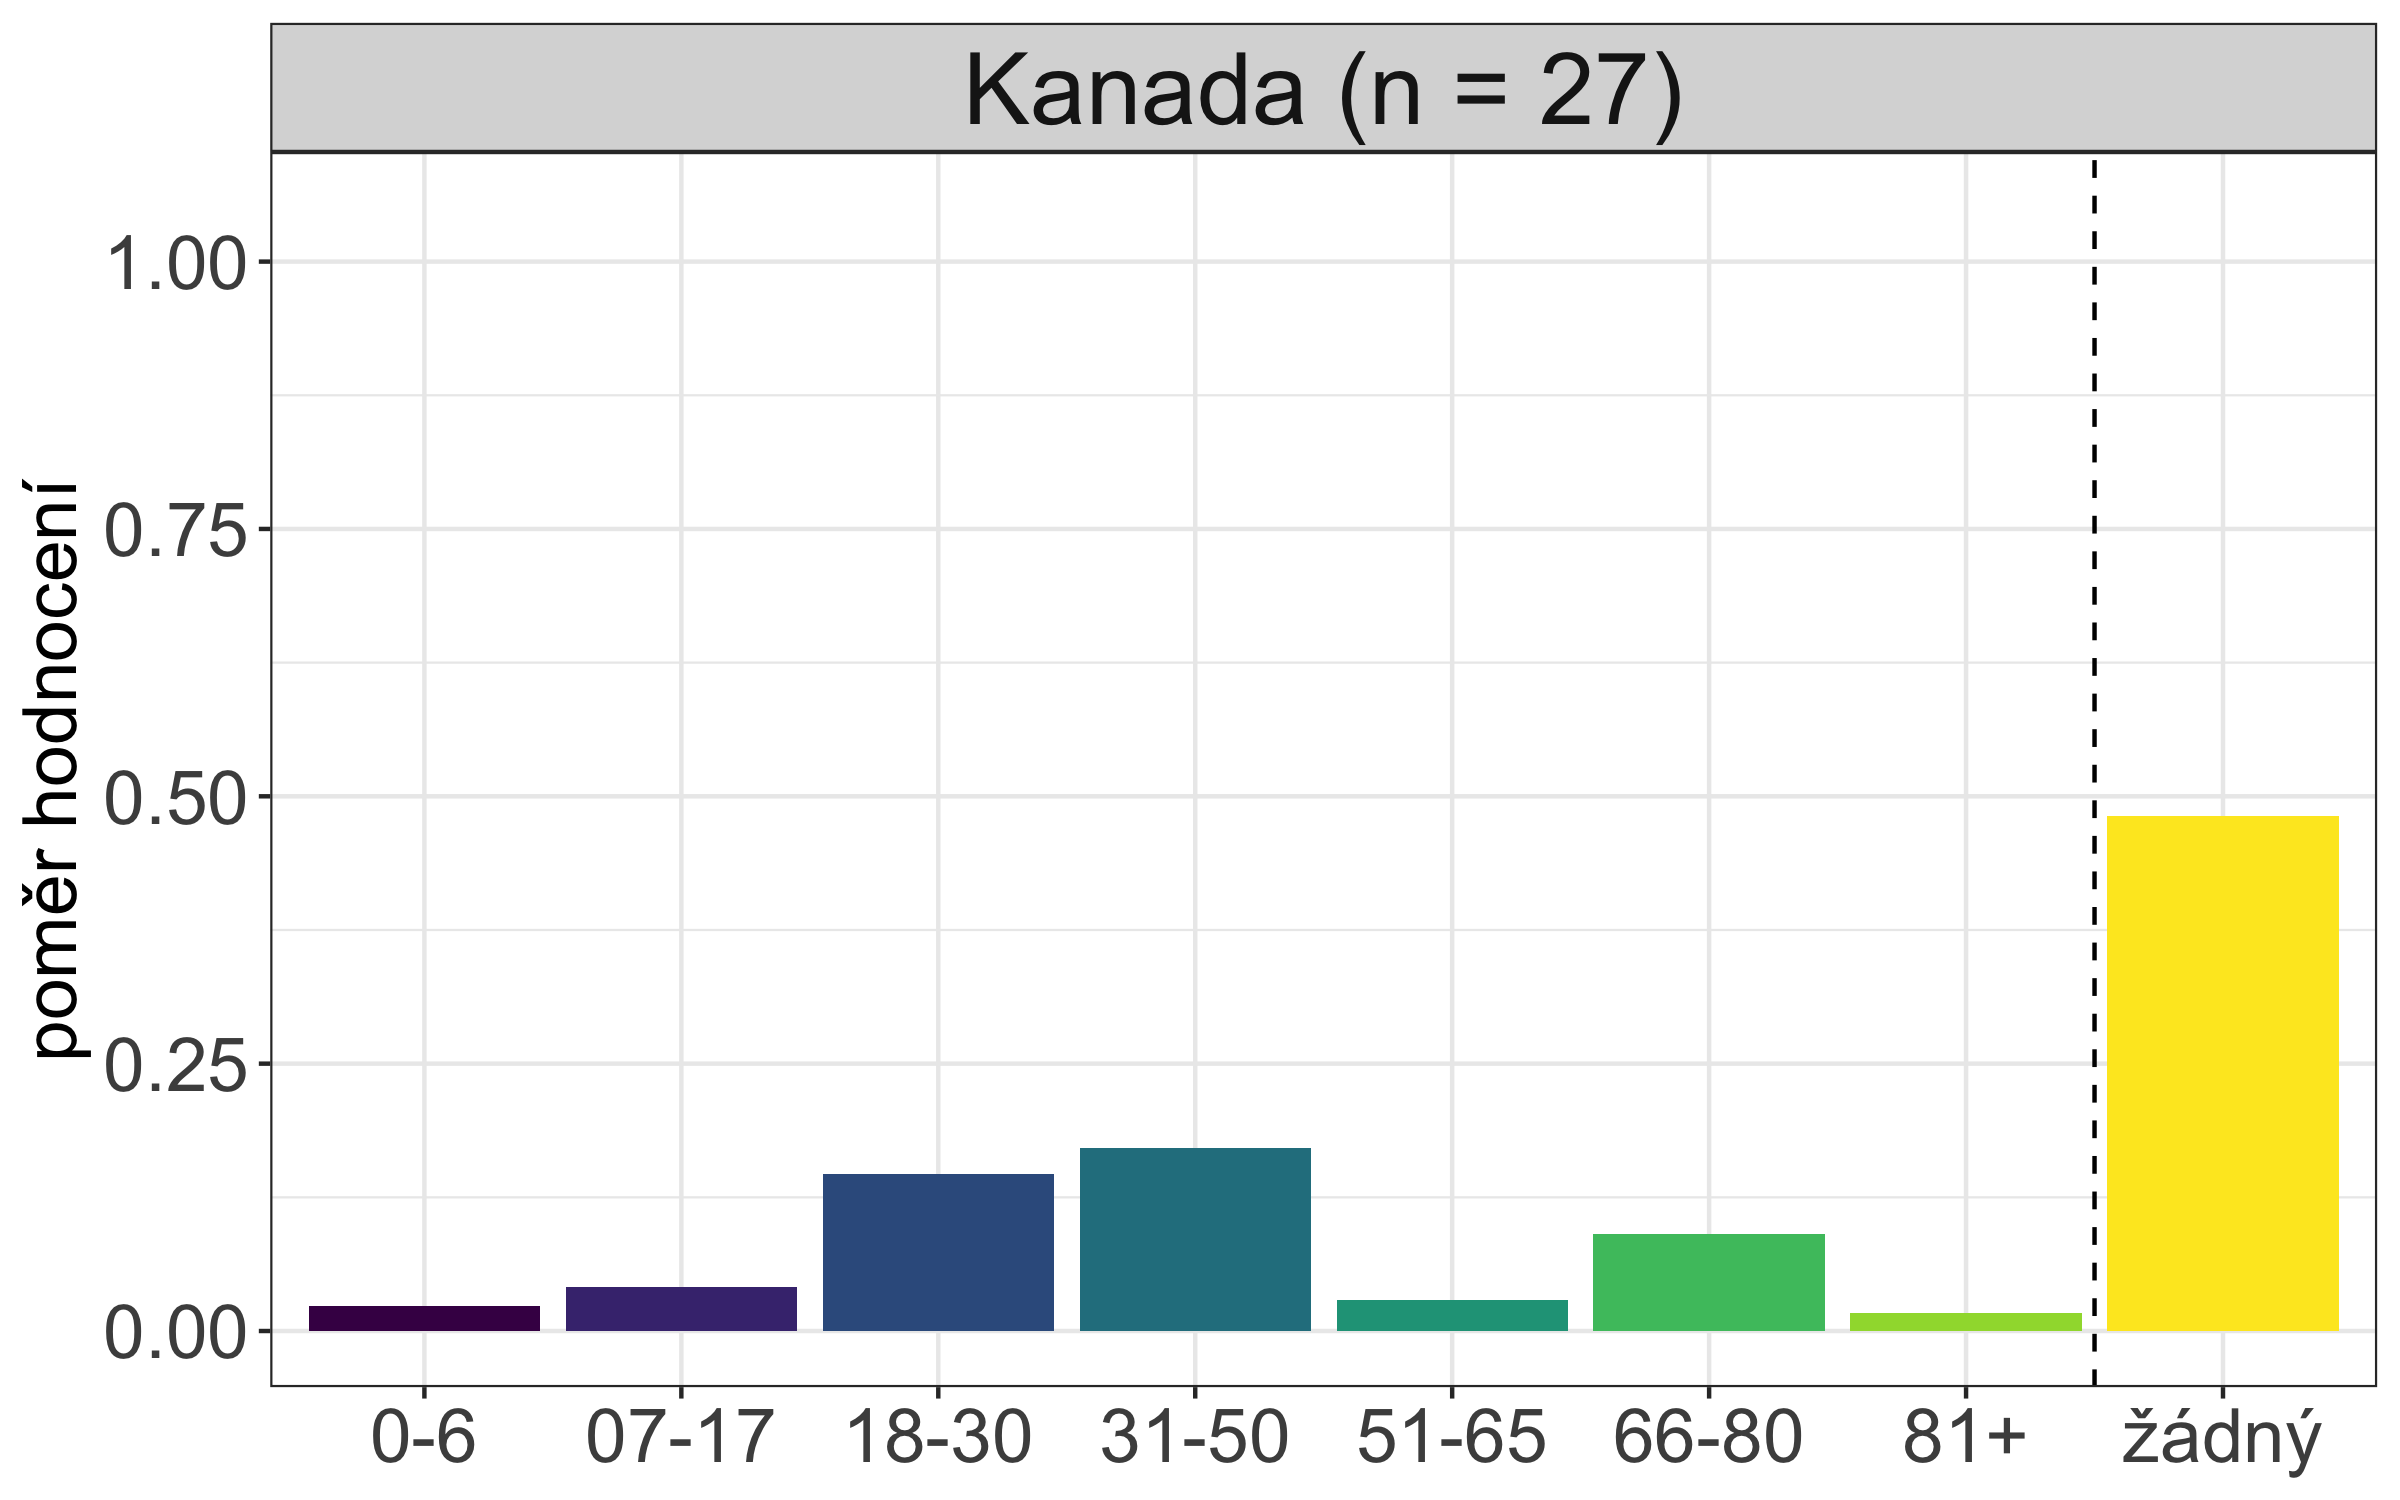 Kanada (n = 27)
poměr hodnocení
1.00
0.75
0.50
0.25
0.00
0-6 07-17 18-30 31-50 51-65 66-80 81+ žádný